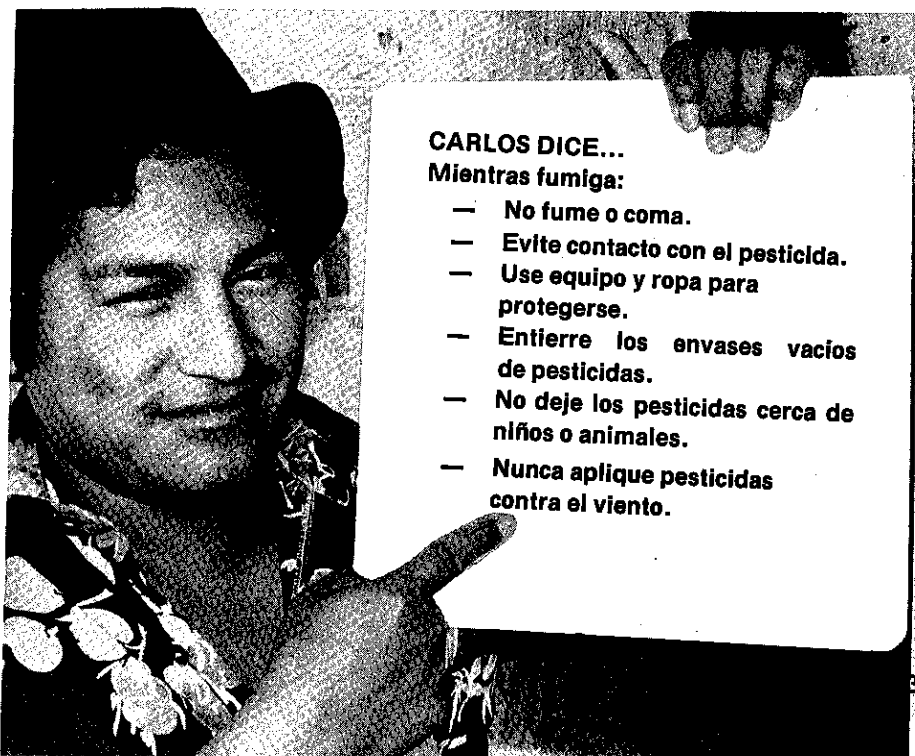 CARLOS DICE...
Mientras fumiga:
— No fume o coma.
— Evite contacto con el pesticida.
— Use equipo y ropa para
protegerse.
— Entierre los envases vacios
de pesticidas.
— No deje los pesticidas cerca de
niños o animales.
— Nunca aplique pesticidas
contra el viento.